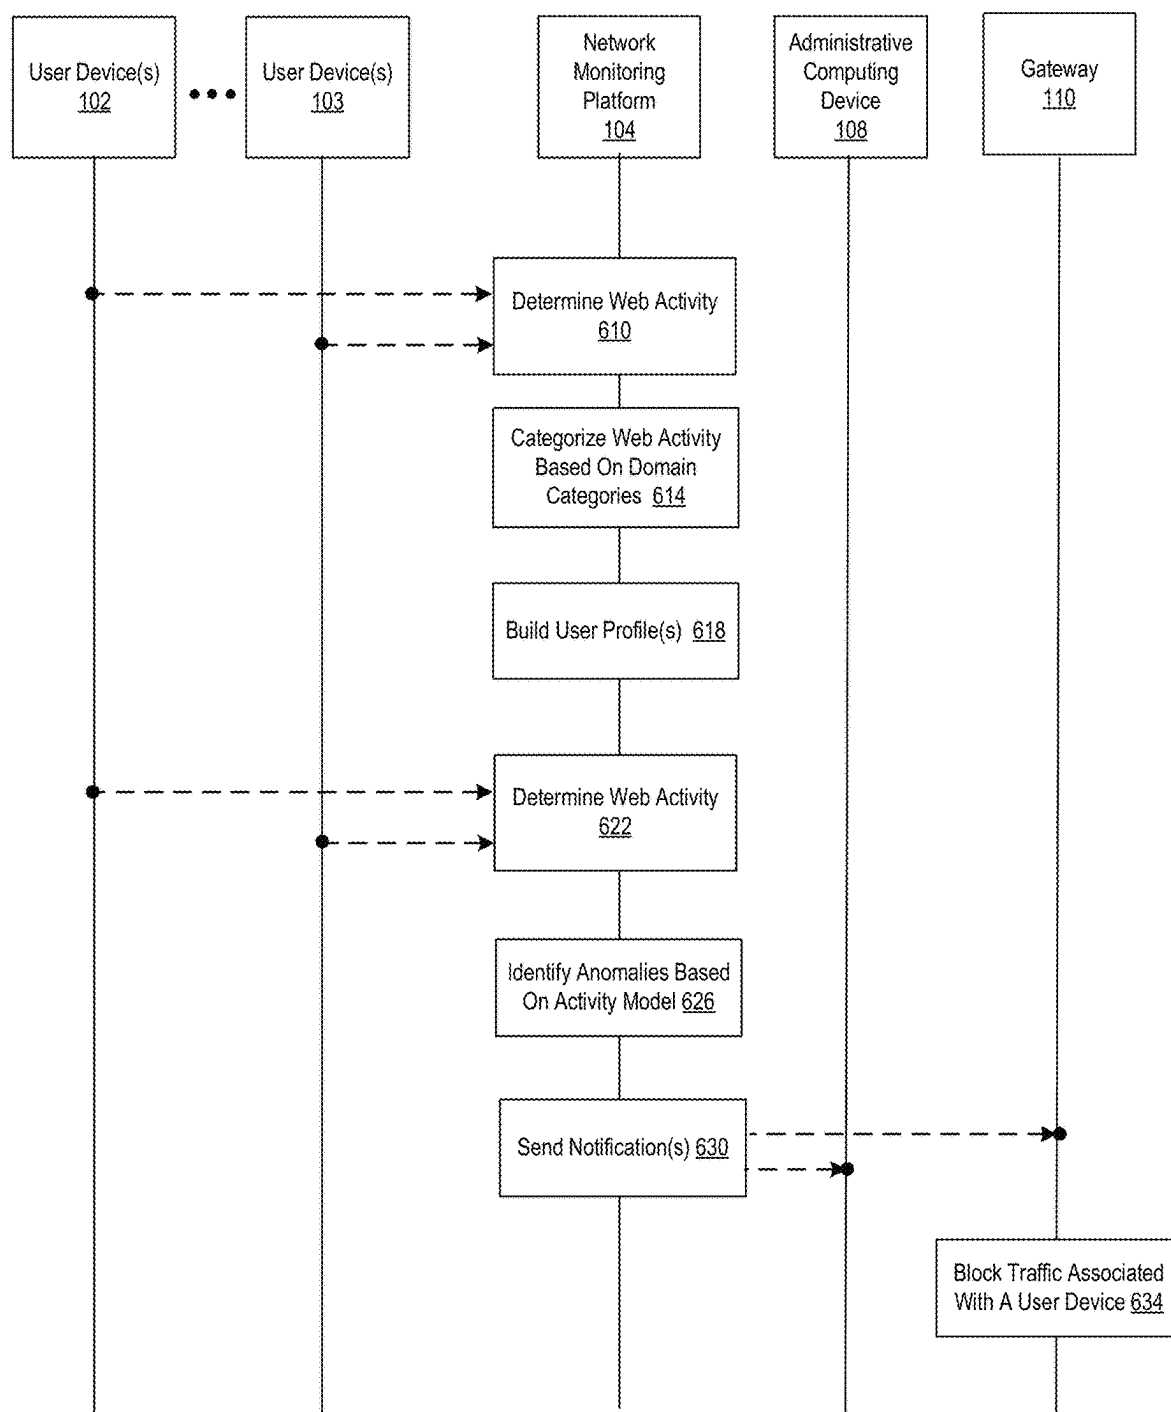 User Device(s)
102
User Device(s)
103
Network
Monitoring
Platform
104
Administrative
Computing
Device
108
Gateway
110
Determine Web Activity
610
Categorize Web Activity
Based On Domain
Categories 614
Build User Profile(s) 618
Determine Web Activity
622
Identify Anomalies Based
On Activity Model 626
Send Notification(s) 630
Block Traffic Associated
With A User Device 634